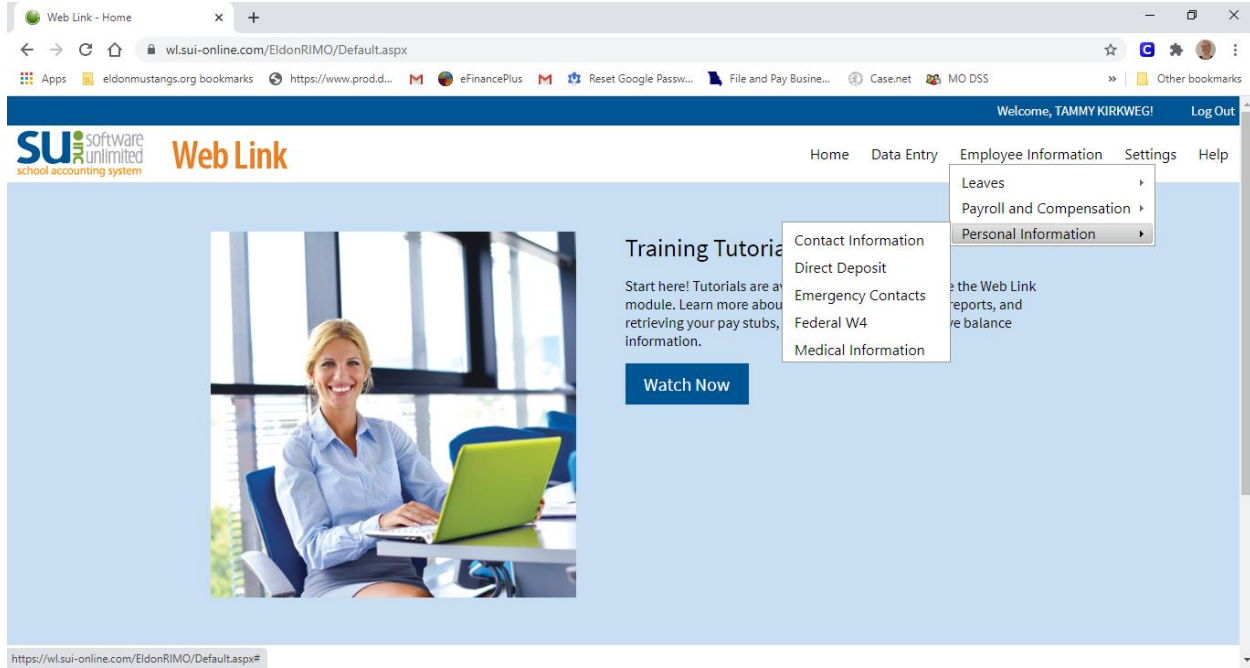 Web Link - Home
wl.sui-online.com/EldonRIMO/Default.aspx
Apps eldonmustangs.org bookmarks https://www.prod.d... eFinancePlus Reset Google Passw... File and Pay Busine... Case.net MO DSS » Other bookmarks
Welcome, TAMMY KIRKWEG! Log Out
SUI software unlimited
school accounting system
Web Link
Home Data Entry Employee Information Settings Help
Leaves
Payroll and Compensation
Personal Information
Contact Information
Direct Deposit
Emergency Contacts
Federal W4
Medical Information
Training Tutoria
Start here! Tutorials are av e the Web Link
module. Learn more abou reports, and
retrieving your pay stubs, ve balance
information.
Watch Now
https://wl.sui-online.com/EldonRIMO/Default.aspx#